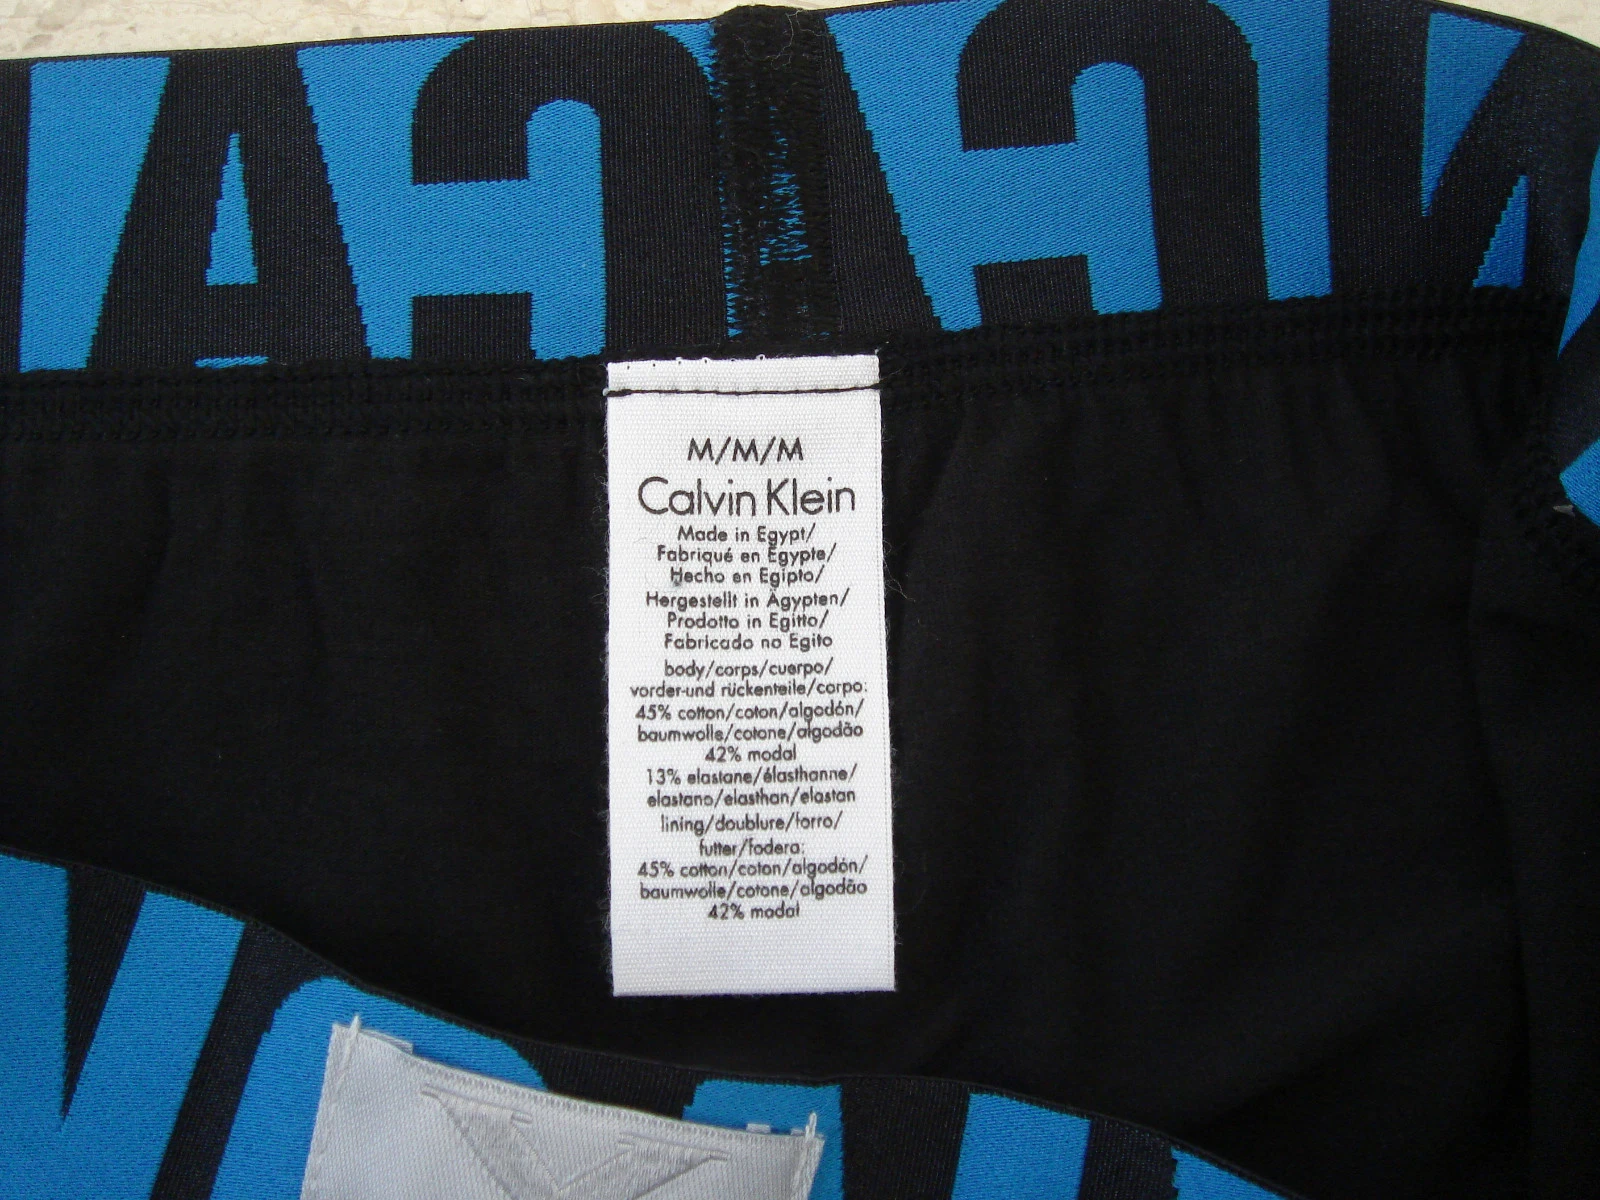 M/M/M
Calvin Klein
Made in Egypt/
Fabriqué en Égypte/
Hecho en Egipto/
Hergestellt in Ägypten/
Prodotto in Egitto/
Fabricado no Egito
body/corps/cuerpo/
vorder-und rückenteile/corpo:
45% cotton/coton/algodón/
baumwolle/cotone/algodão
42% modal
13% elastane/élasthanne/
elastano/elasthan/elastan
lining/doublure/forro/
futter/fodera:
45% cotton/coton/algodón/
baumwolle/cotone/algodão
42% modal